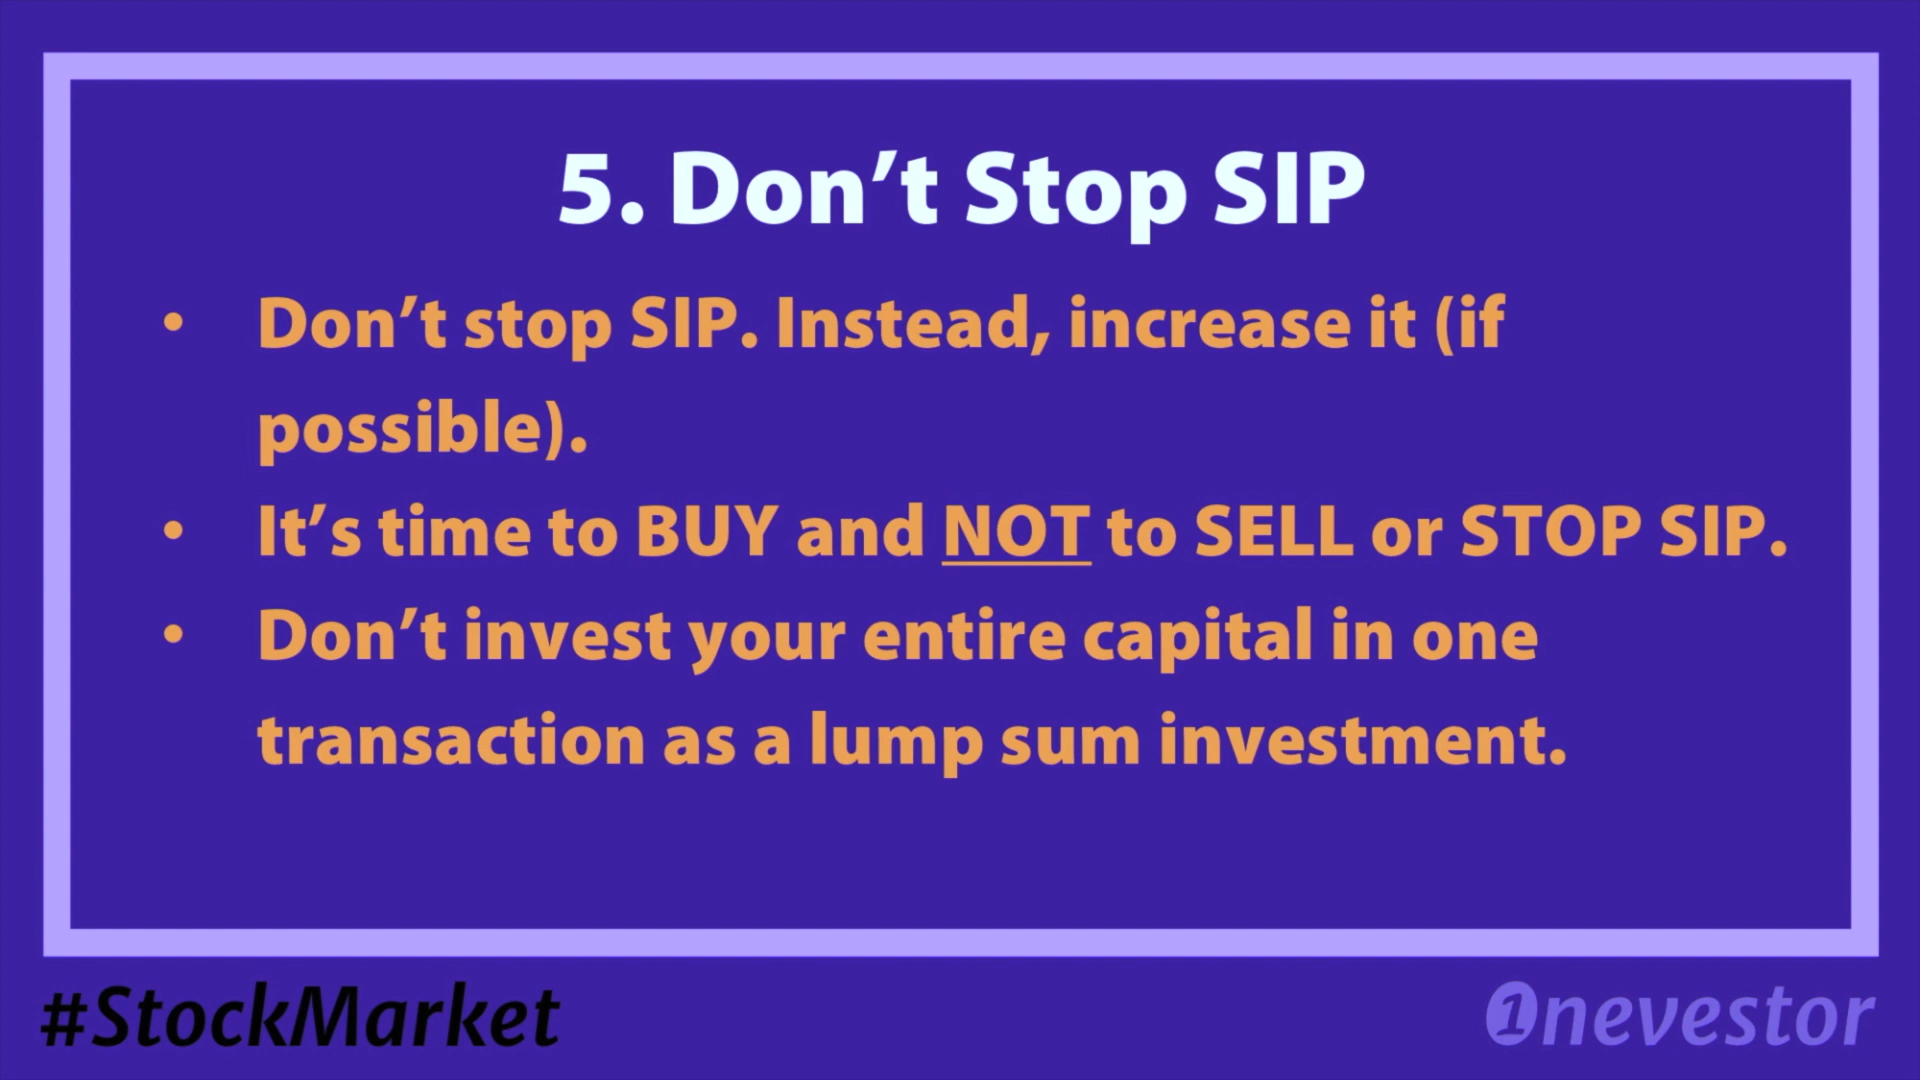 5. Don’t Stop SIP
• Don’t stop SIP. Instead, increase it (if
possible).
• It’s time to BUY and NOT to SELL or STOP SIP.
• Don’t invest your entire capital in one
transaction as a lump sum investment.
#StockMarket
1nevestor